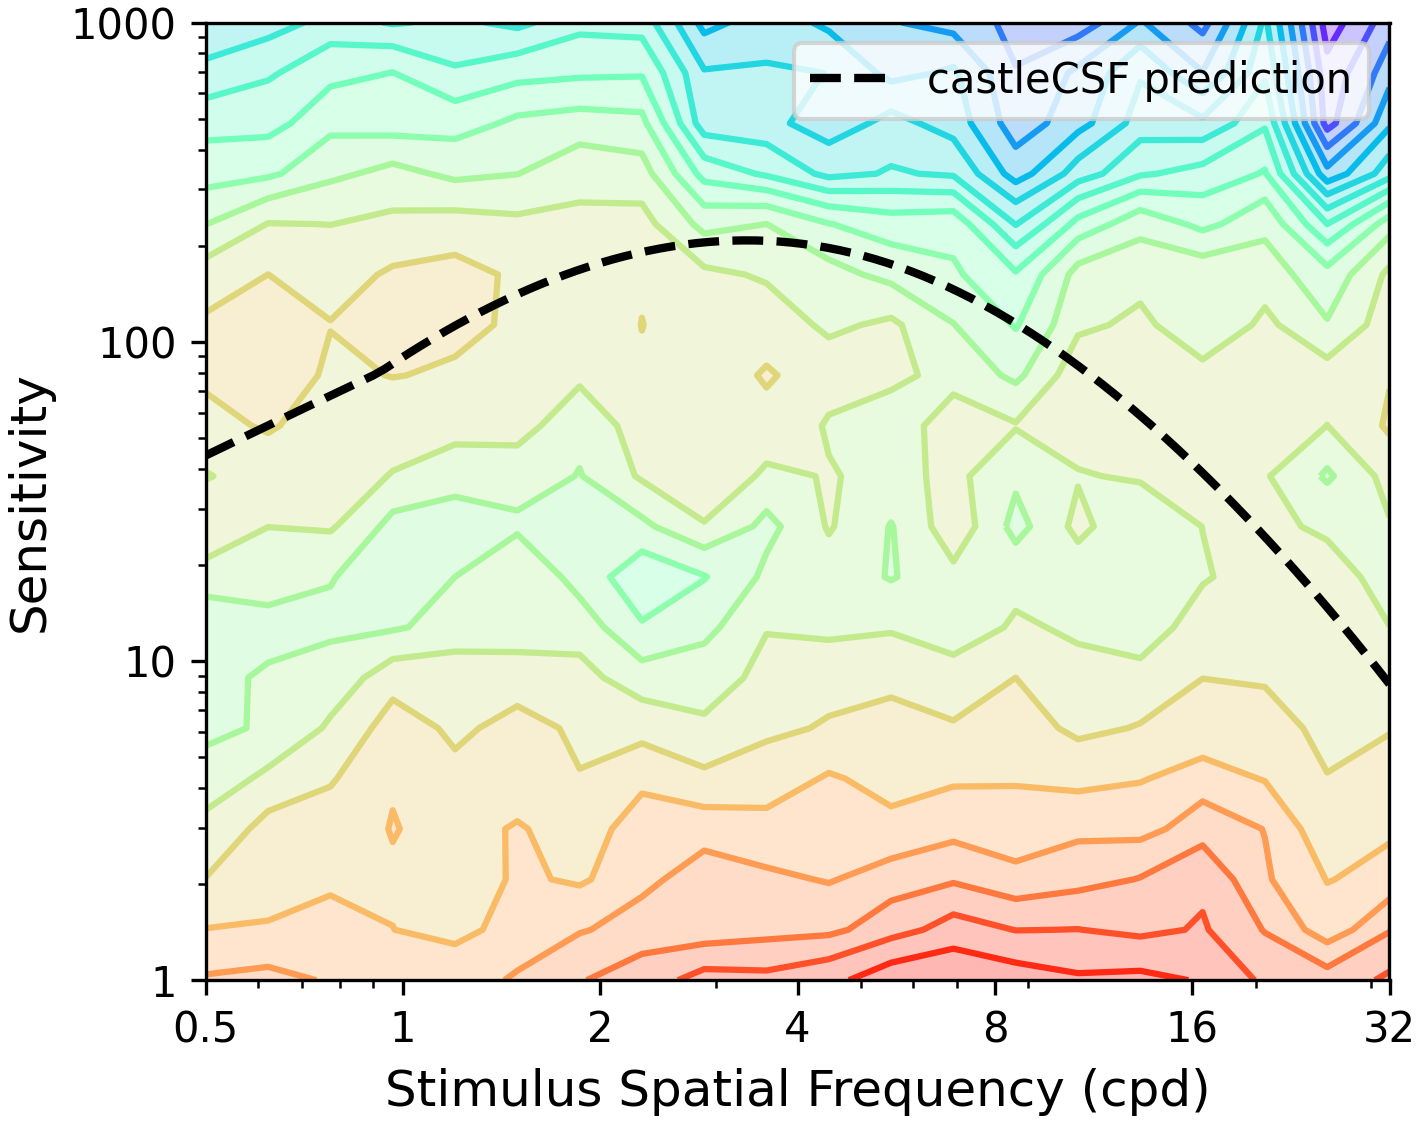 1000
castleCSF prediction
100
Sensitivity
10
1
0.5 1 2 4 8 16 32
Stimulus Spatial Frequency (cpd)